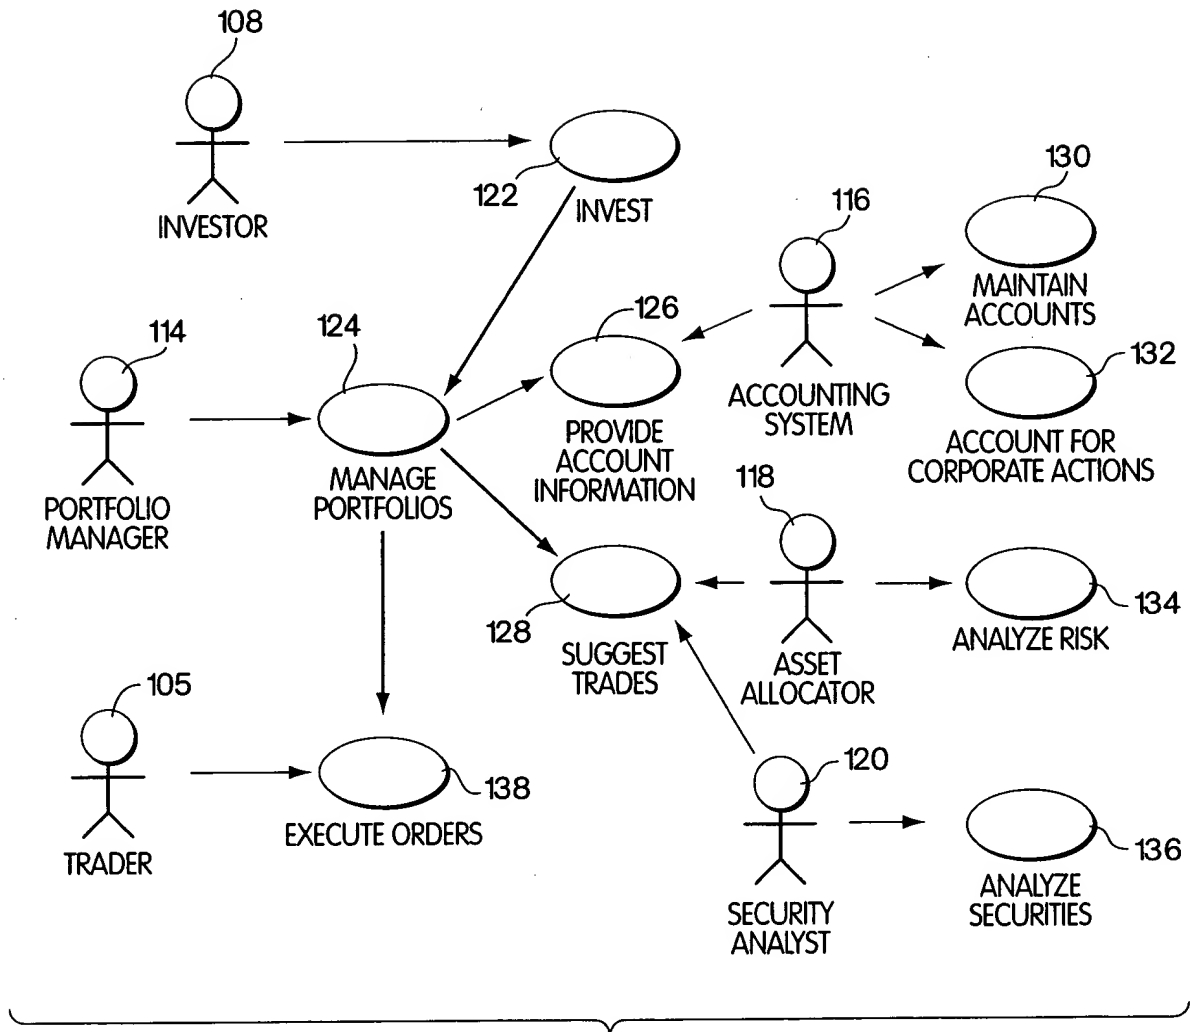 108
INVESTOR
122
INVEST
130
MAINTAIN
ACCOUNTS
116
ACCOUNTING
SYSTEM
126
PROVIDE
ACCOUNT
INFORMATION
124
MANAGE
PORTFOLIOS
114
PORTFOLIO
MANAGER
132
ACCOUNT FOR
CORPORATE ACTIONS
118
ASSET
ALLOCATOR
128
SUGGEST
TRADES
134
ANALYZE RISK
105
TRADER
138
EXECUTE ORDERS
120
SECURITY
ANALYST
136
ANALYZE
SECURITIES